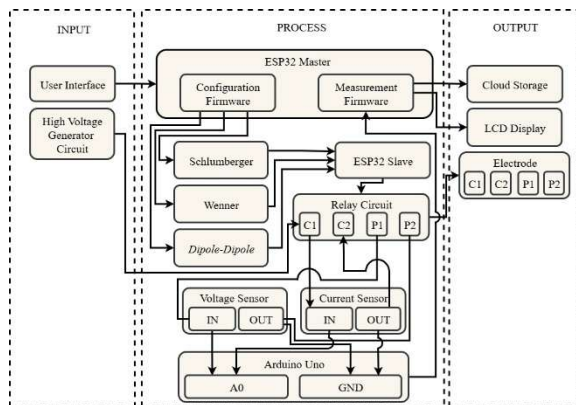 INPUT
PROCESS
OUTPUT
ESP32 Master
User Interface
Configuration
Firmware
Measurement
Firmware
Cloud Storage
High Voltage
Generator
Circuit
LCD Display
Schlumberger
ESP32 Slave
Electrode
C1 C2 P1 P2
Wenner
Relay Circuit
C1 C2 P1 P2
Dipole-Dipole
Voltage Sensor
IN OUT
Current Sensor
IN OUT
Arduino Uno
A0 GND